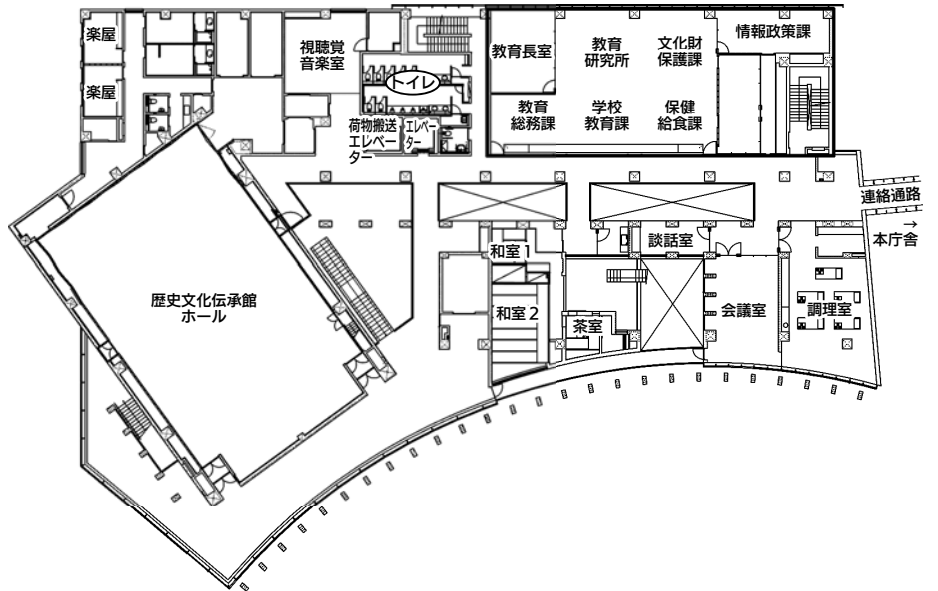 楽屋
楽屋
視聴覚
音楽室
トイレ
荷物搬送
エレベ
ーター
エレベ
ーター
教育長室
教育
研究所
文化財
保護課
情報政策課
教育
総務課
学校
教育課
保健
給食課
連絡通路
→
本庁舎
談話室
和室1
和室2
茶室
会議室
調理室
歴史文化伝承館
ホール